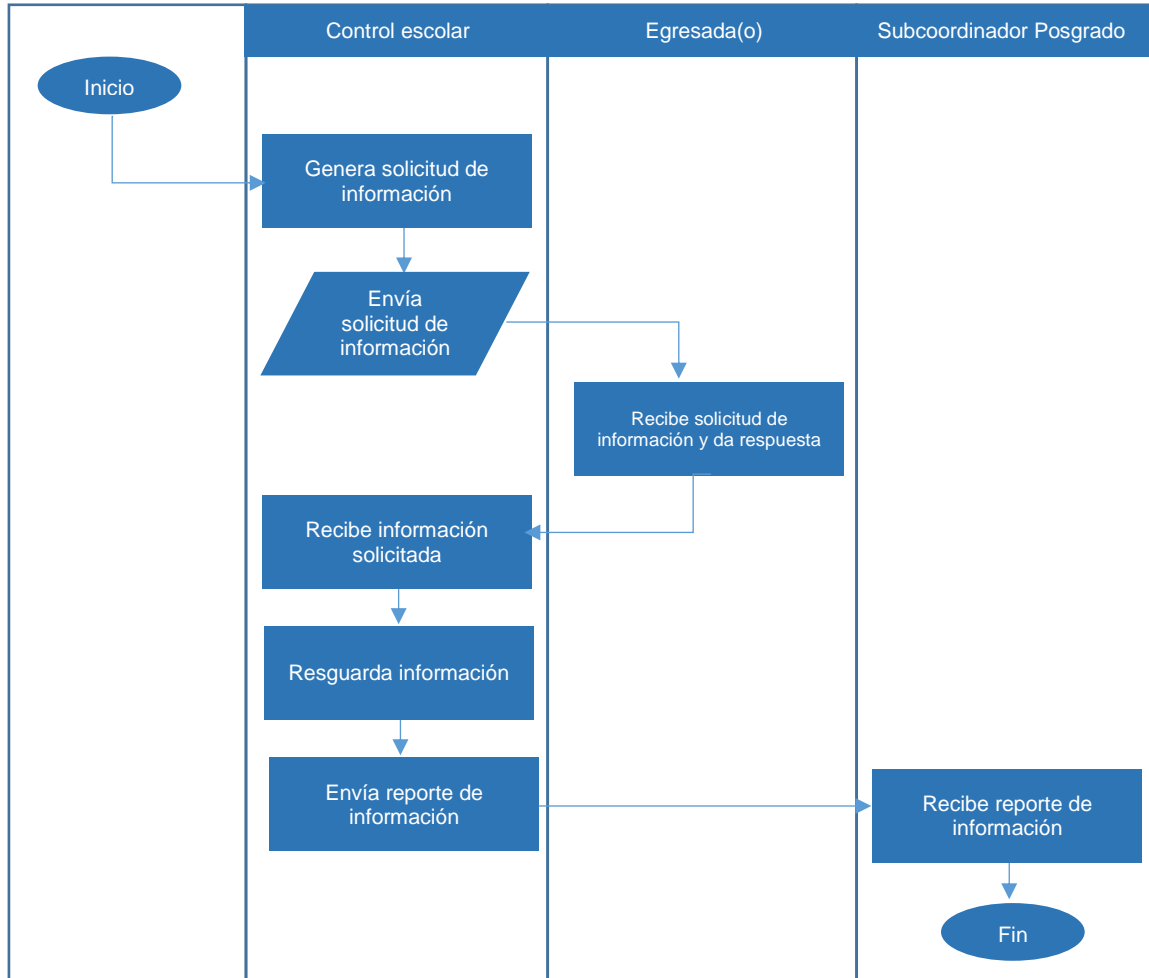 Control escolar
Egresada(o)
Subcoordinador Posgrado
Inicio
Genera solicitud de
información
Envía
solicitud de
información
Recibe solicitud de
información y da respuesta
Recibe información
solicitada
Resguarda información
Envía reporte de
información
Recibe reporte de
información
Fin